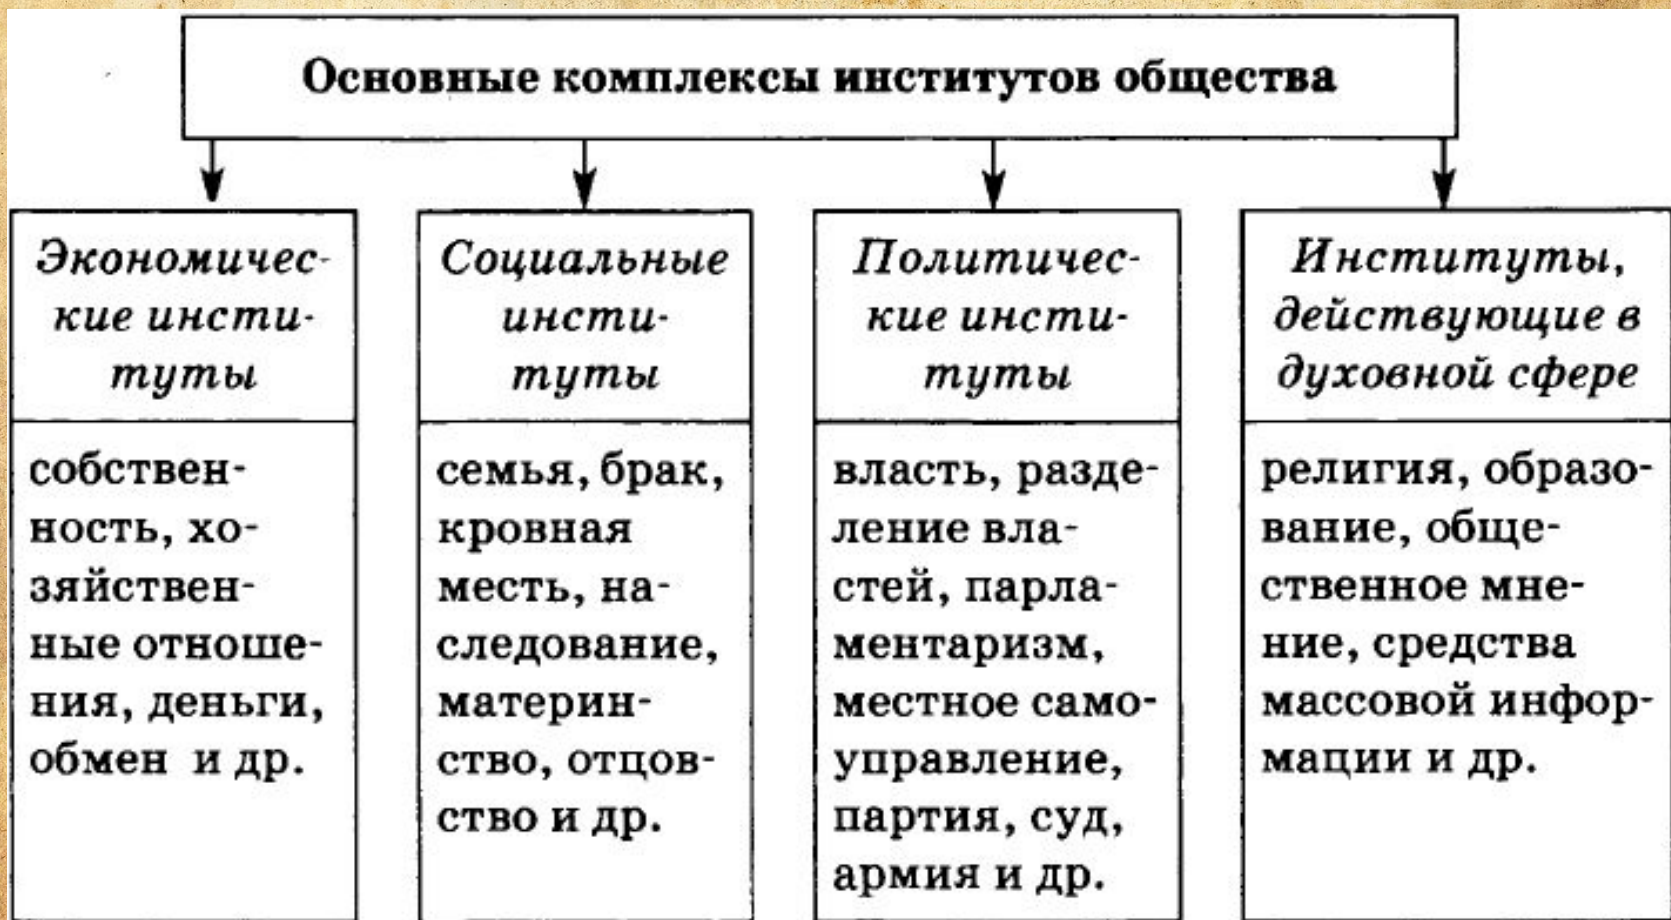 Основные комплексы институтов общества
Экономичес-
кие инсти-
туты
собствен-
ность, хо-
зяйствен-
ные отноше-
ния, деньги,
обмен и др.
Социальные
инсти-
туты
семья, брак,
кровная
месть, на-
следование,
материн-
ство, отцов-
ство и др.
Политичес-
кие инсти-
туты
власть, разде-
ление вла-
стей, парла-
ментаризм,
местное само-
управление,
партия, суд,
армия и др.
Институты,
действующие в
духовной сфере
религия, образо-
вание, обще-
ственное мне-
ние, средства
массовой инфор-
мации и др.